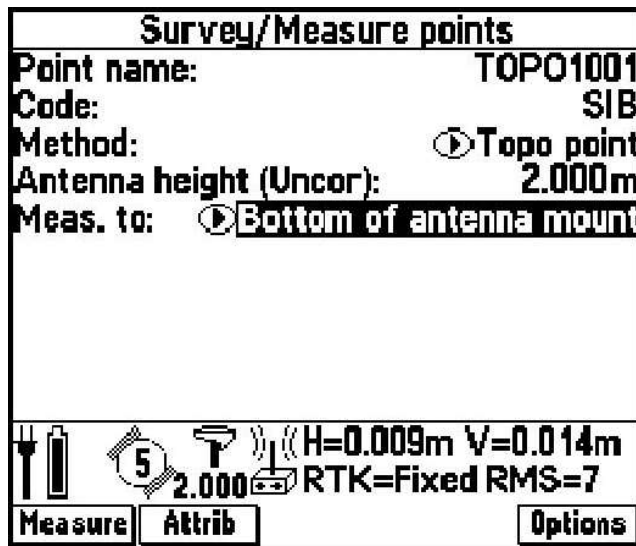 Survey/Measure points
Point name: TOPO1001
Code: SIB
Method: Topo point
Antenna height (Uncor): 2.000m
Meas. to: Bottom of antenna mount
5 2.000 H=0.009m V=0.014m
RTK=Fixed RMS=7
Measure Attrib Options